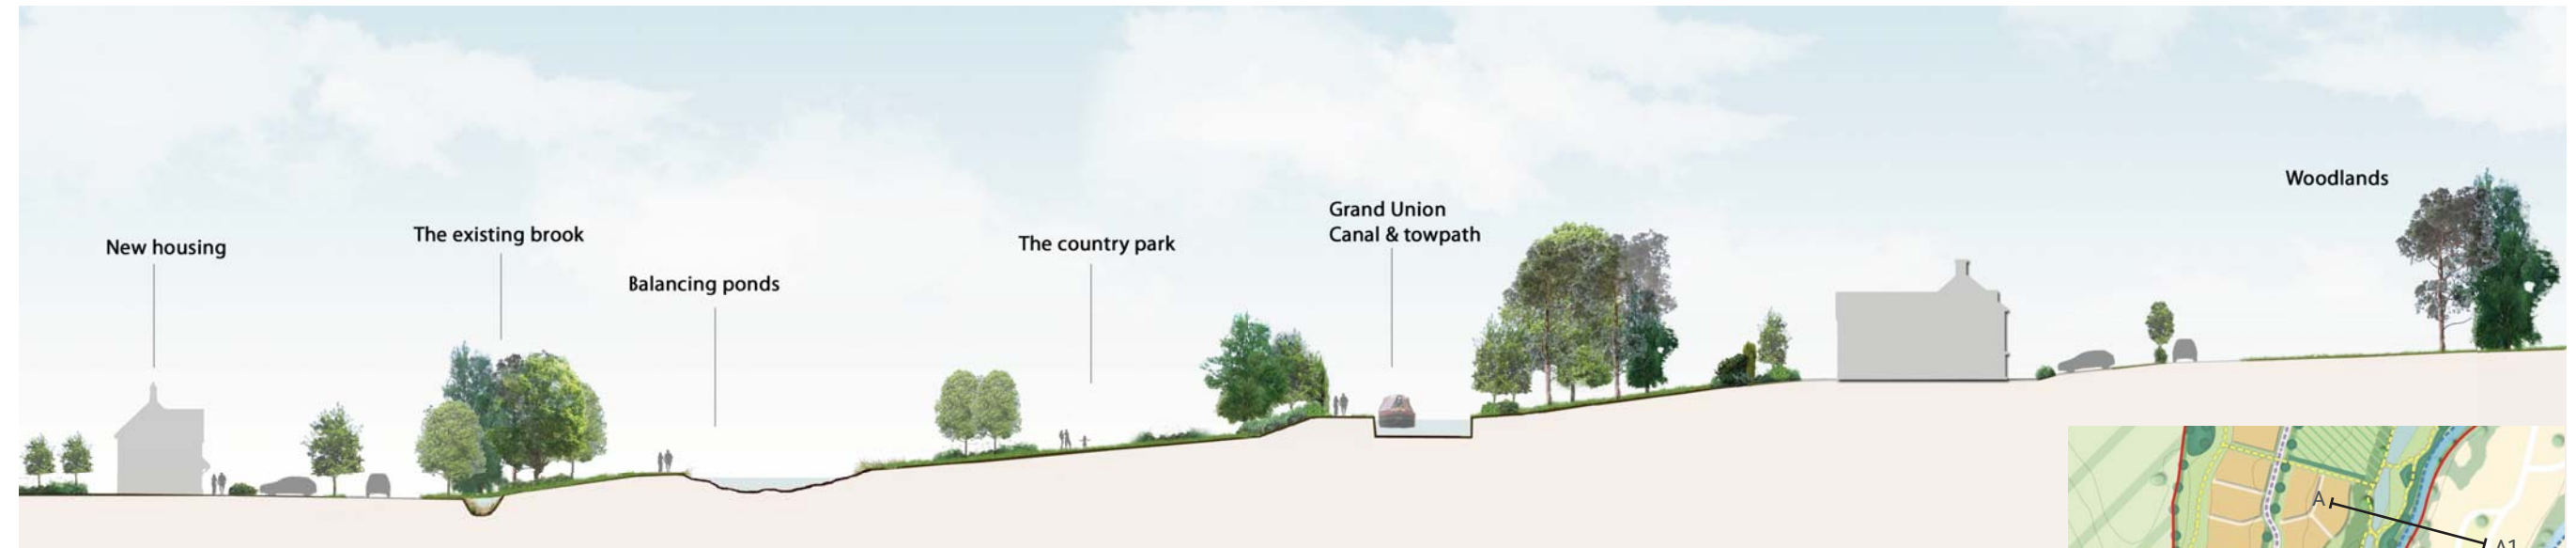 New housing
The existing brook
Balancing ponds
The country park
Grand Union
Canal & towpath
Woodlands
A
A1